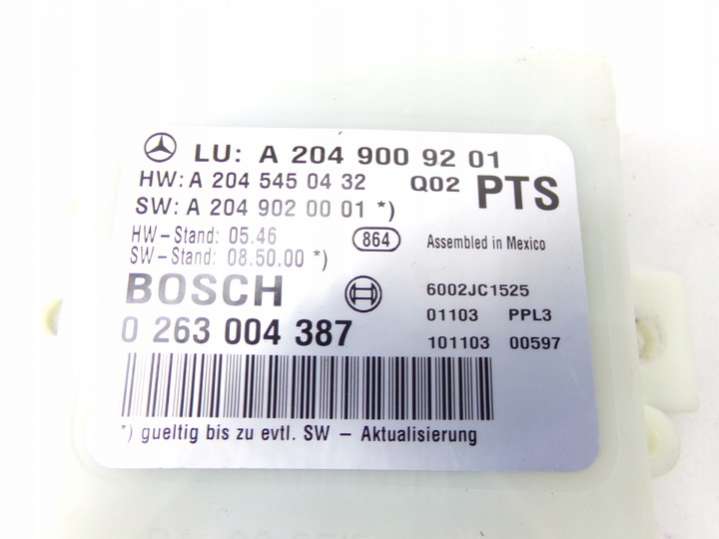 LU: A 204 900 92 01
HW: A 204 545 04 32 Q02 PTS
SW: A 204 902 00 01 *)
HW-Stand: 05.46 864 Assembled in Mexico
SW-Stand: 08.50.00 *)
BOSCH 6002JC1525
0 263 004 387 01103 PPL3
101103 00597
*) gueltig bis zu evtl. SW - Aktualisierung